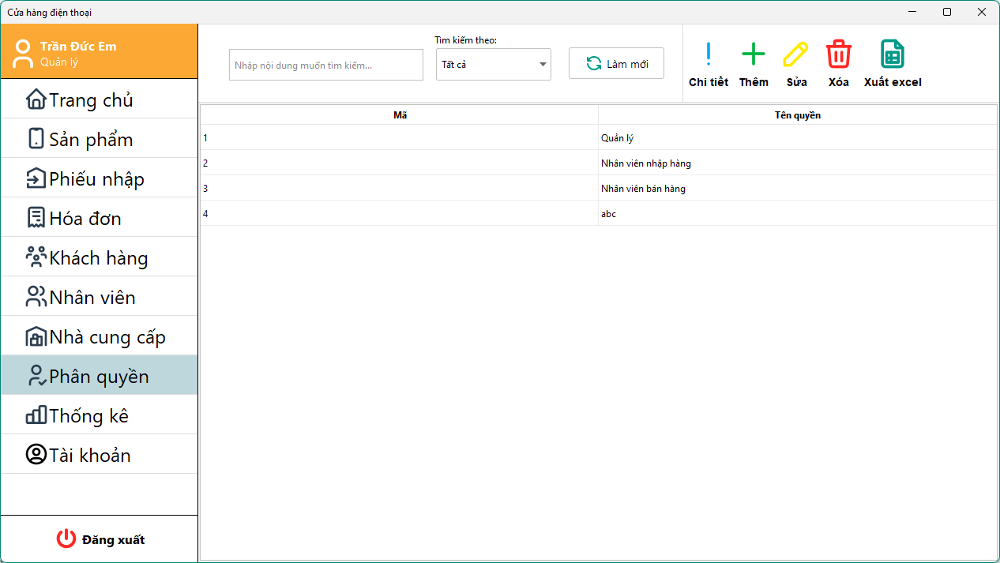 Cửa hàng điện thoại
Trần Đức Em
Quản lý
Trang chủ
Sản phẩm
Phiếu nhập
Hóa đơn
Khách hàng
Nhân viên
Nhà cung cấp
Phân quyền
Thống kê
Tài khoản
Đăng xuất
Nhập nội dung muốn tìm kiếm...
Tìm kiếm theo:
Tất cả
Làm mới
Chi tiết
Thêm
Sửa
Xóa
Xuất excel
Mã Tên quyền
1 Quản lý
2 Nhân viên nhập hàng
3 Nhân viên bán hàng
4 abc